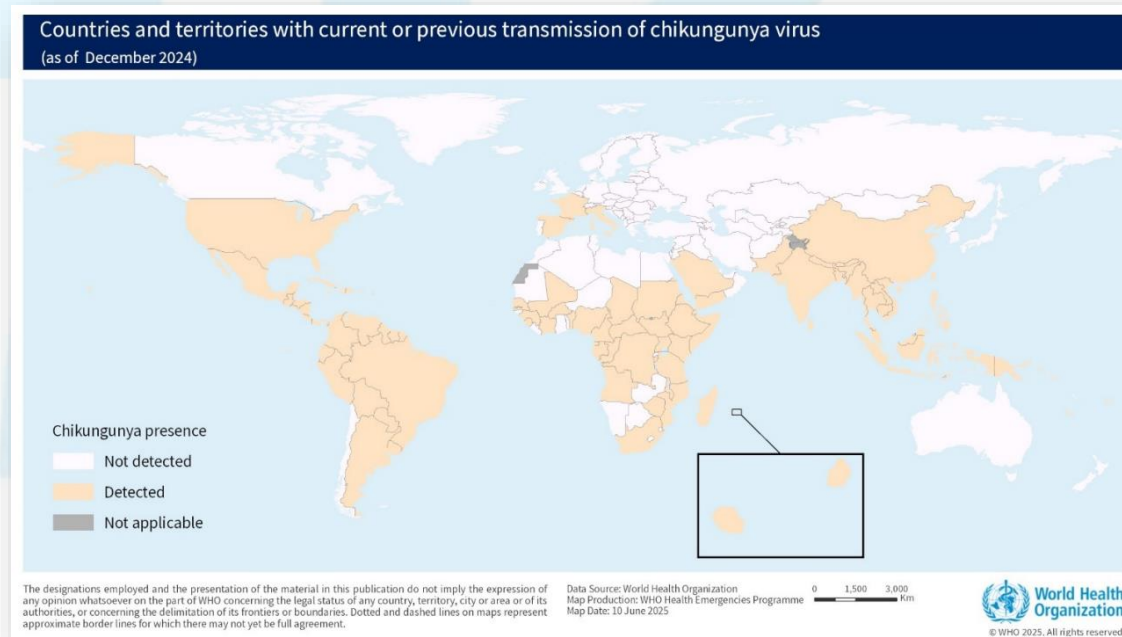 Countries and territories with current or previous transmission of chikungunya virus
(as of December 2024)
Chikungunya presence
Not detected
Detected
Not applicable
The designations employed and the presentation of the material in this publication do not imply the expression of
any opinion whatsoever on the part of WHO concerning the legal status of any country, territory, city or area or of its
authorities, or concerning the delimitation of its frontiers or boundaries. Dotted and dashed lines on maps represent
approximate border lines for which there may not yet be full agreement.
Data Source: World Health Organization
Map Production: WHO Health Emergencies Programme
Map Date: 10 June 2025
0 1,500 3,000
Km
World Health
Organization
© WHO 2025. All rights reserved